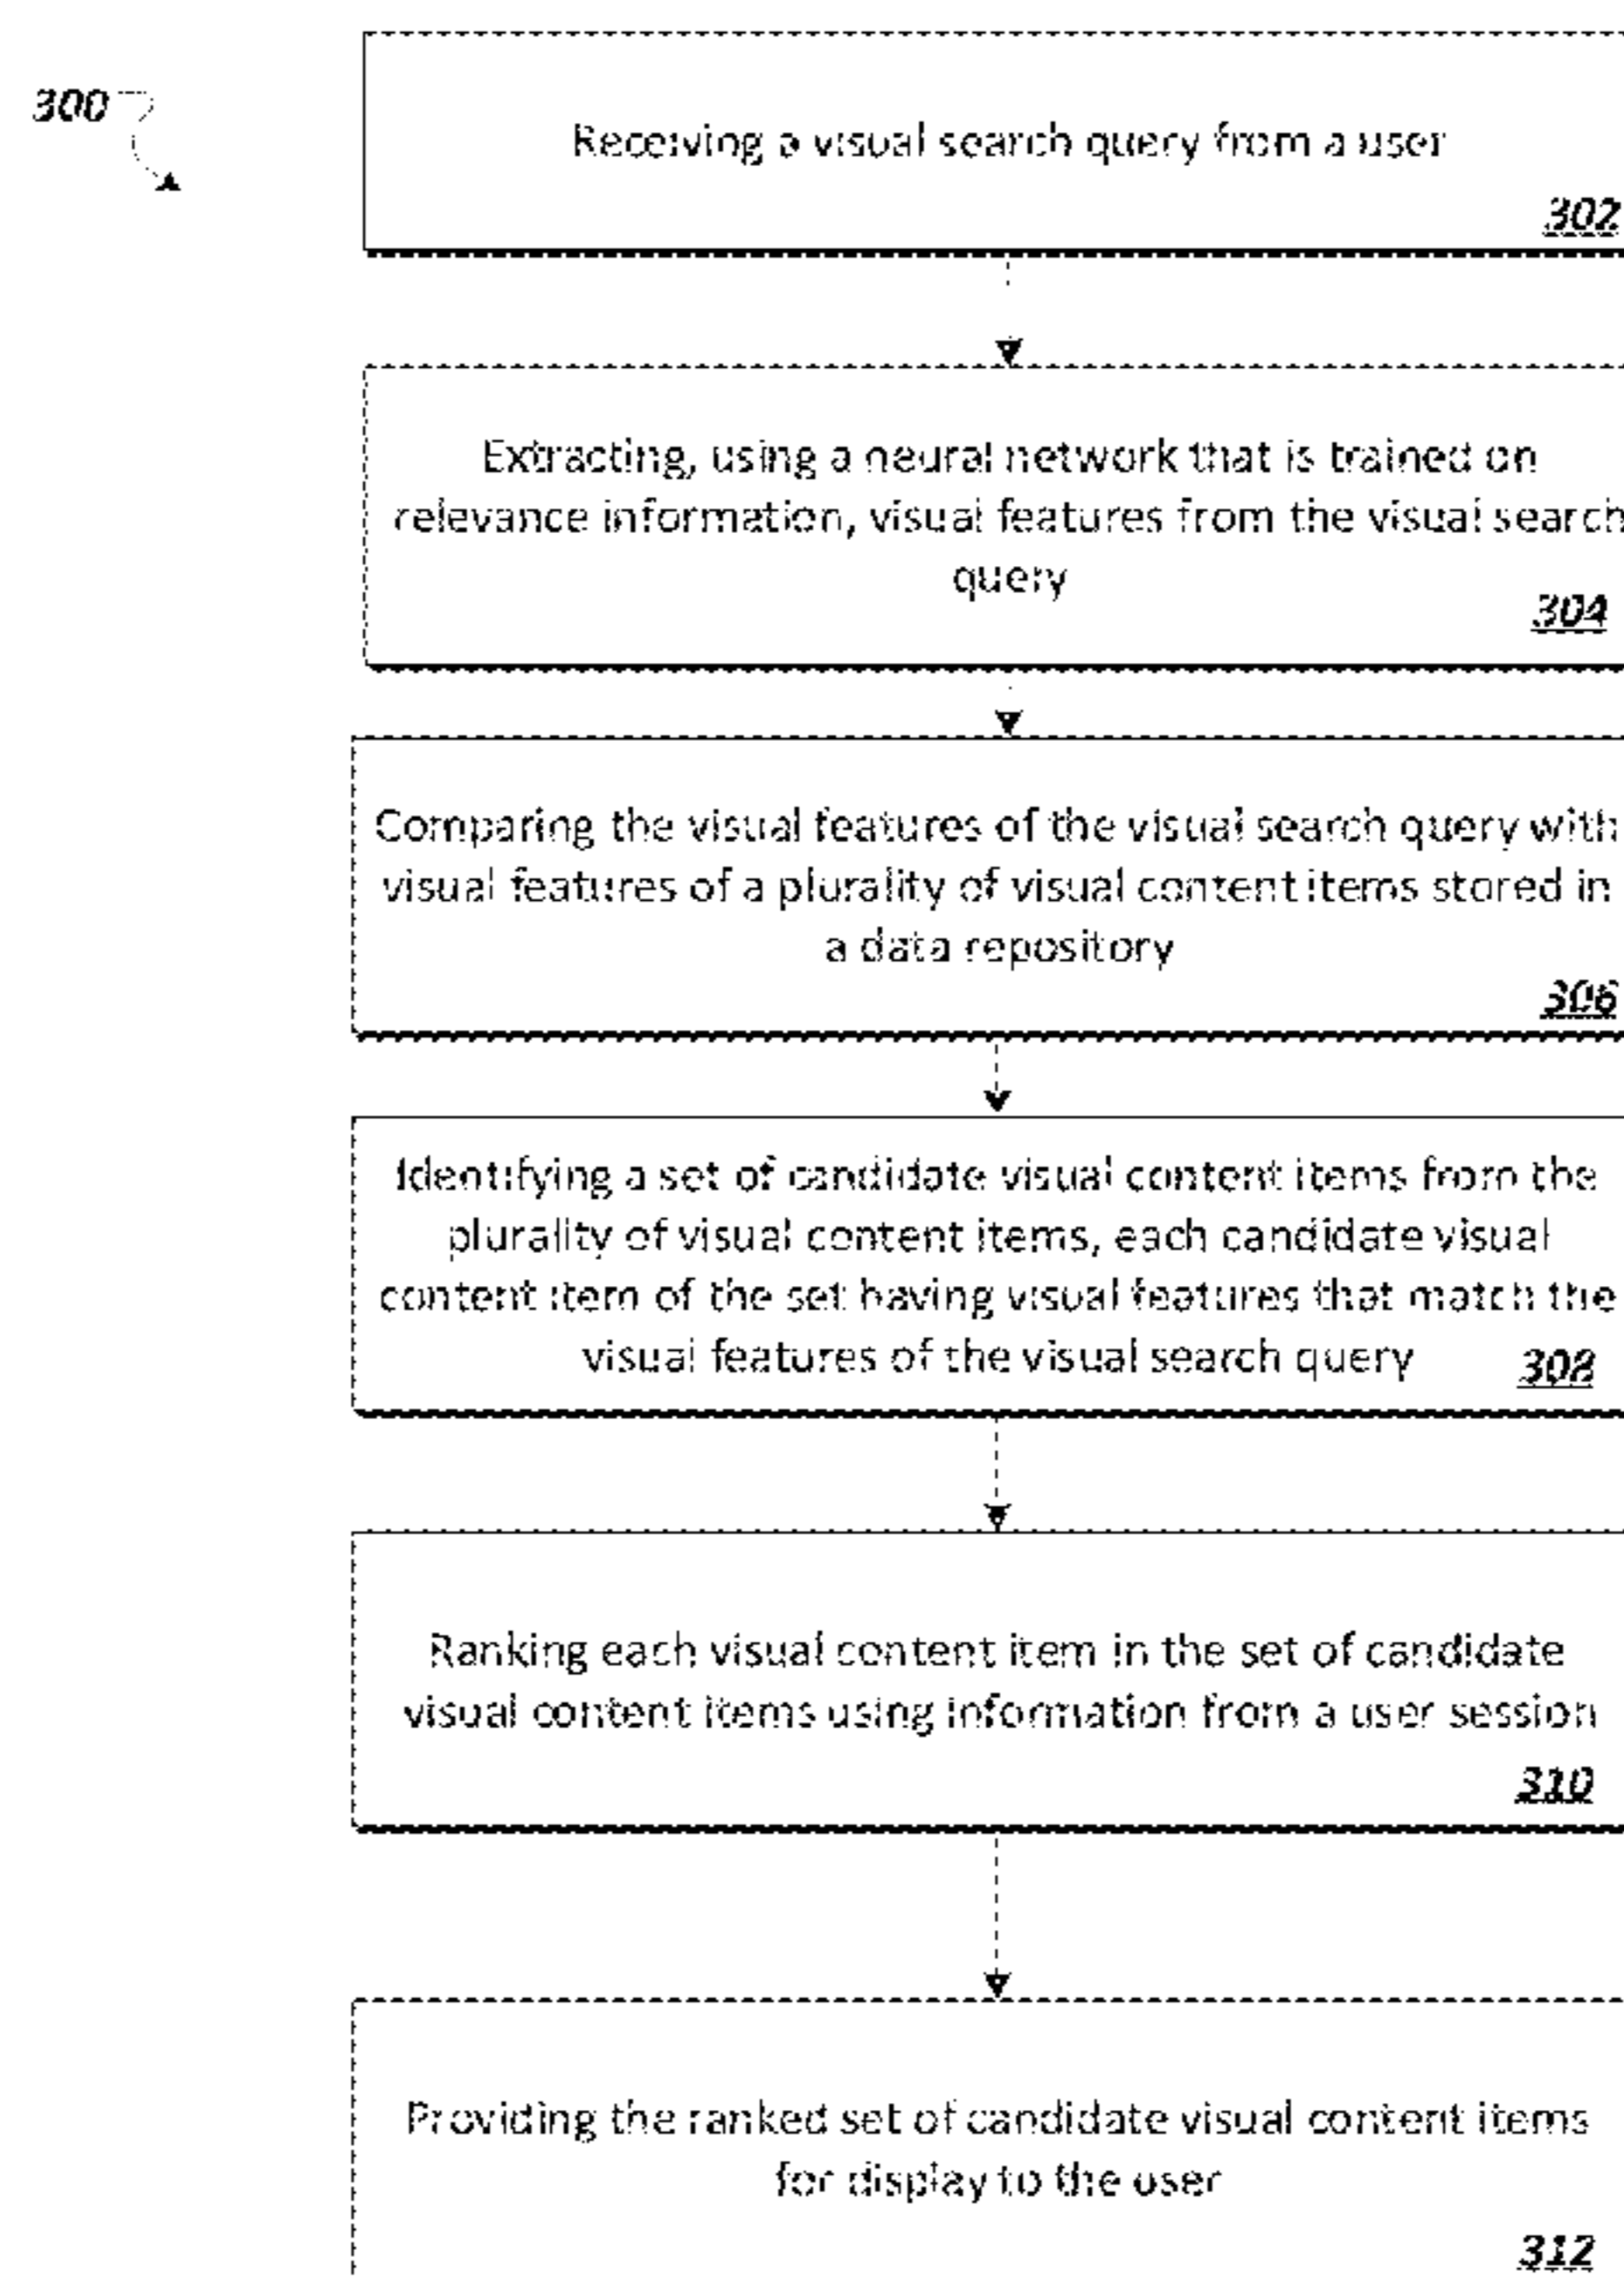 300
Receiving a visual search query from a user
302
Extracting, using a neural network that is trained on
relevance information, visual features from the visual search
query
304
Comparing the visual features of the visual search query with
visual features of a plurality of visual content items stored in
a data repository
306
Identifying a set of candidate visual content items from the
plurality of visual content items, each candidate visual
content item of the set having visual features that match the
visual features of the visual search query
308
Ranking each visual content item in the set of candidate
visual content items using information from a user session
310
Providing the ranked set of candidate visual content items
for display to the user
312